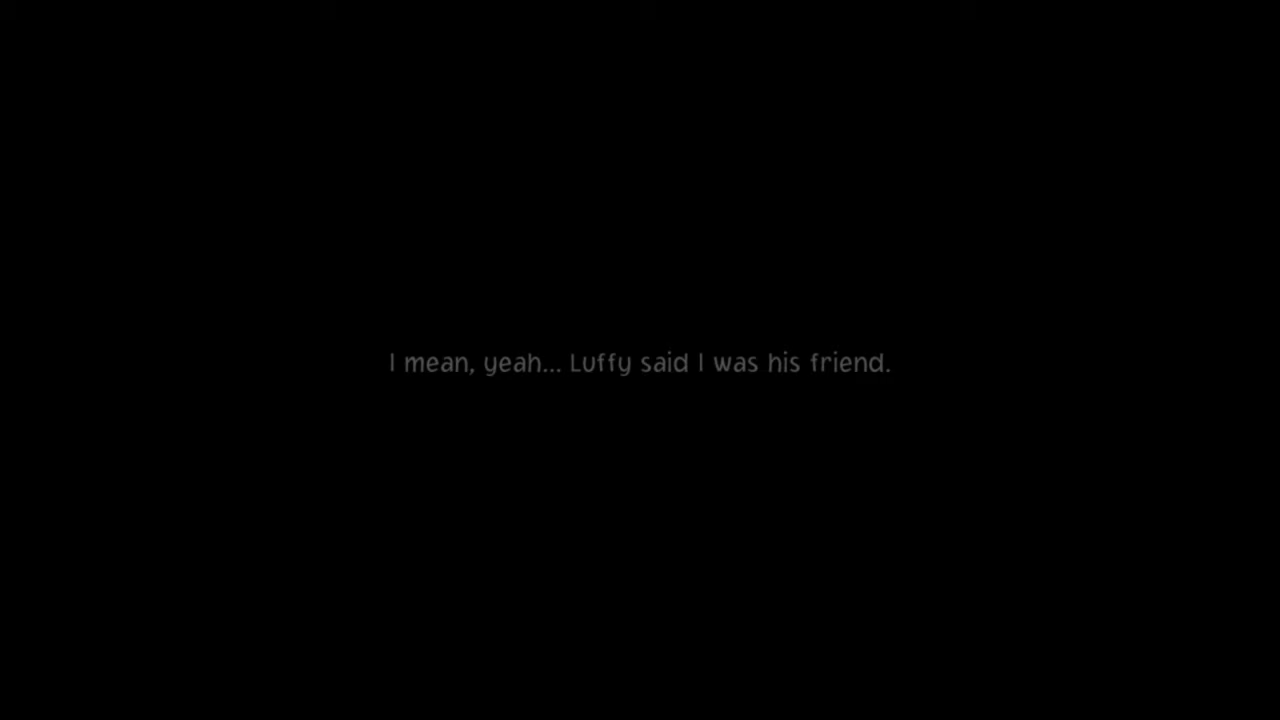 I mean, yeah... Luffy said I was his friend.